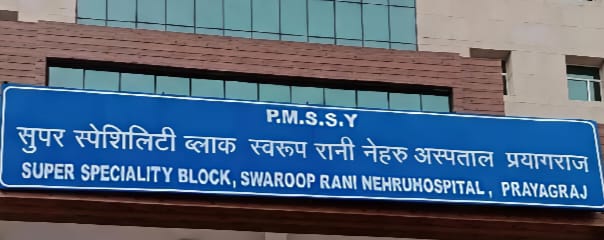 P.M.S.S.Y
सुपर स्पेशिलिटी ब्लाक स्वरूप रानी नेहरु अस्पताल प्रयागराज
SUPER SPECIALITY BLOCK, SWAROOP RANI NEHRUHOSPITAL, PRAYAGRAJ